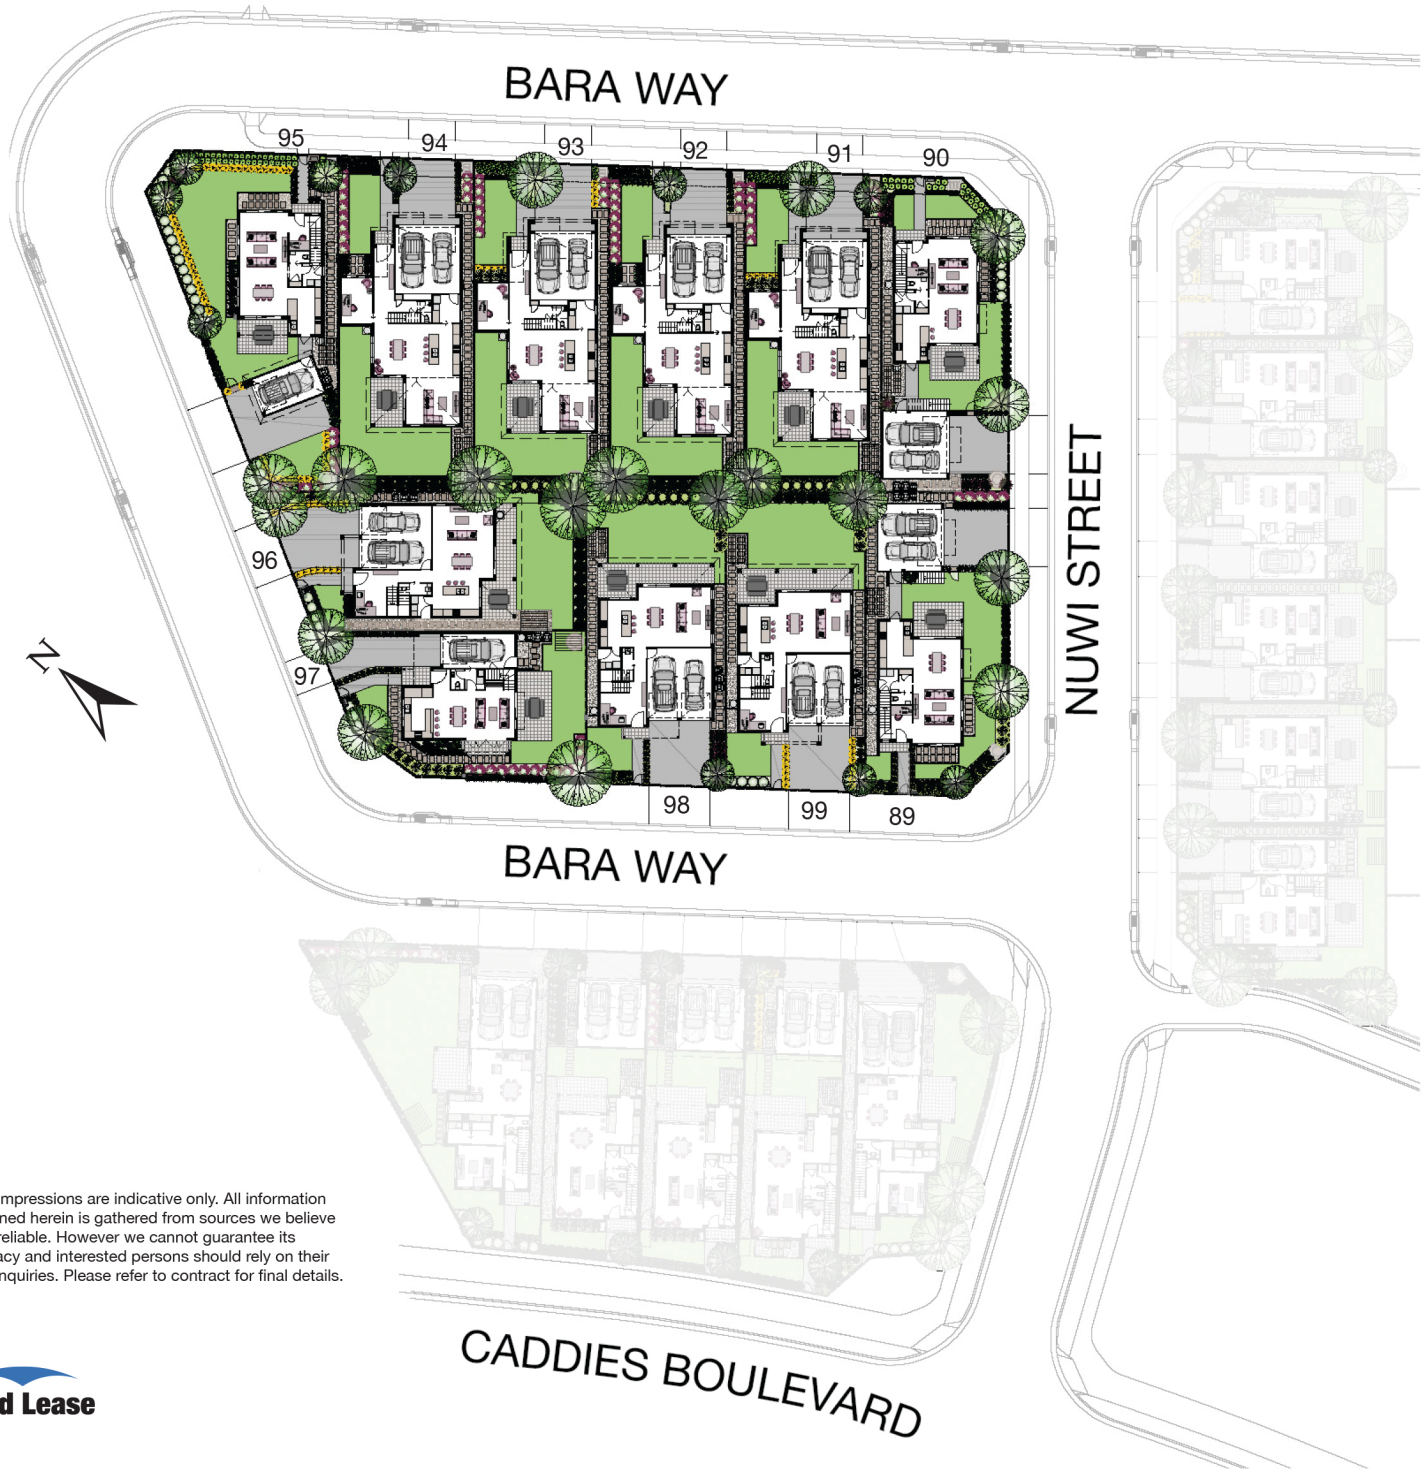 BARA WAY
95
94
93
92
91
90
NUWI STREET
96
N
97
98
99
89
BARA WAY
mpressions are indicative only. All information
ned herein is gathered from sources we believe
reliable. However we cannot guarantee its
acy and interested persons should rely on their
nquiries. Please refer to contract for final details.
d Lease
CADDIES BOULEVARD